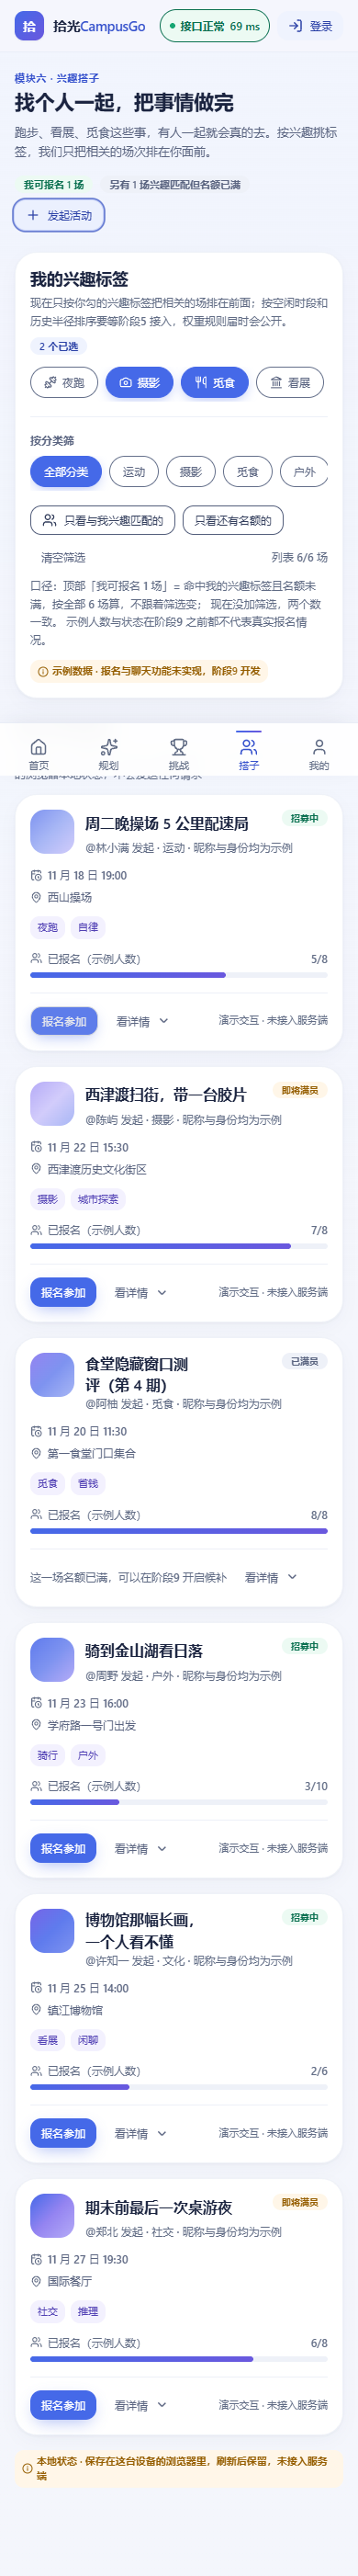 拾 拾光CampusGo 接口正常 69 ms 登录
模块六 · 兴趣搭子
找个人一起，把事情做完
跑步、看展、觅食这些事，有人一起就会真的去。按兴趣挑标
签，我们只把相关的场次排在你面前。
我可报名 1 场 另有 1 场兴趣匹配但名额已满
发起活动
我的兴趣标签
现在只按你勾的兴趣标签把相关的场排在前面；按空闲时段和
历史半径排序要等阶段5 接入，权重规则届时会公开。
2 个已选
夜跑 摄影 觅食 看展
按分类筛
全部分类 运动 摄影 觅食 户外
只看与我兴趣匹配的 只看还有名额的
清空筛选 列表 6/6 场
口径：顶部「我可报名 1 场」= 命中我的兴趣标签且名额未
满，按全部 6 场算，不跟着筛选变； 现在没加筛选，两个数
一致。 示例人数与状态在阶段9 之前都不代表真实报名情
况。
示例数据 · 报名与聊天功能未实现，阶段9 开发
首页 规划 挑战 搭子 我的
周二晚操场 5 公里配速局 招募中
@林小满 发起 · 运动 · 昵称与身份均为示例
11 月 18 日 19:00
西山操场
夜跑 自律
已报名（示例人数） 5/8
报名参加 看详情 演示交互 · 未接入服务端
西津渡扫街，带一台胶片 即将满员
@陈屿 发起 · 摄影 · 昵称与身份均为示例
11 月 22 日 15:30
西津渡历史文化街区
摄影 城市探索
已报名（示例人数） 7/8
报名参加 看详情 演示交互 · 未接入服务端
食堂隐藏窗口测 已满员
评（第 4 期）
@阿柚 发起 · 觅食 · 昵称与身份均为示例
11 月 20 日 11:30
第一食堂门口集合
觅食 省钱
已报名（示例人数） 8/8
这一场名额已满，可以在阶段9 开启候补 看详情
骑到金山湖看日落 招募中
@周野 发起 · 户外 · 昵称与身份均为示例
11 月 23 日 16:00
学府路一号门出发
骑行 户外
已报名（示例人数） 3/10
报名参加 看详情 演示交互 · 未接入服务端
博物馆那幅长画， 招募中
一个人看不懂
@许知一 发起 · 文化 · 昵称与身份均为示例
11 月 25 日 14:00
镇江博物馆
看展 闲聊
已报名（示例人数） 2/6
报名参加 看详情 演示交互 · 未接入服务端
期末前最后一次桌游夜 即将满员
@郑北 发起 · 社交 · 昵称与身份均为示例
11 月 27 日 19:30
国际餐厅
社交 推理
已报名（示例人数） 6/8
报名参加 看详情 演示交互 · 未接入服务端
本地状态 · 保存在这台设备的浏览器里，刷新后保留，未接入服务
端